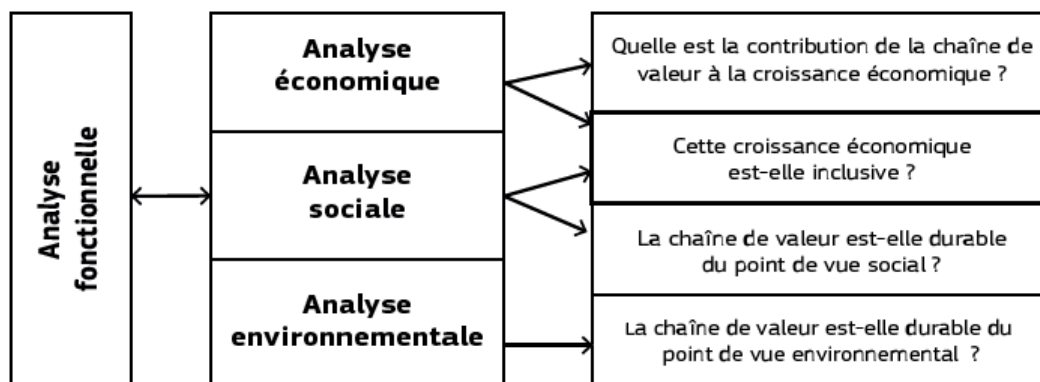 Analyse
fonctionnelle
Analyse
économique
Analyse
sociale
Analyse
environnementale
Quelle est la contribution de la chaîne de
valeur à la croissance économique ?
Cette croissance économique
est-elle inclusive ?
La chaîne de valeur est-elle durable
du point de vue social ?
La chaîne de valeur est-elle durable du
point de vue environnemental ?